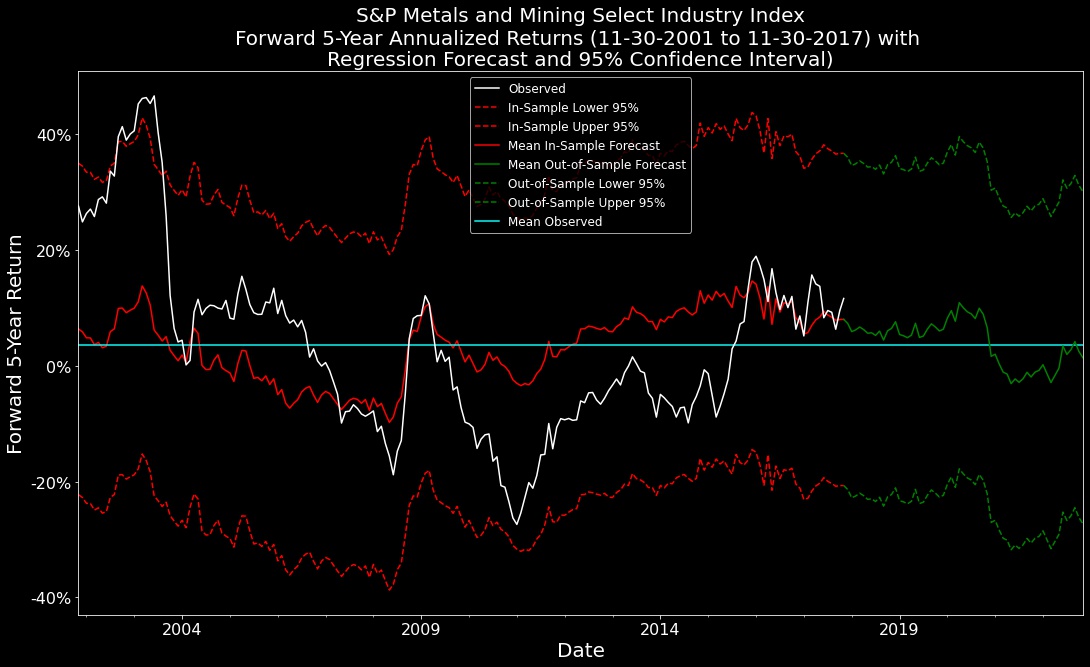 S&P Metals and Mining Select Industry Index
Forward 5-Year Annualized Returns (11-30-2001 to 11-30-2017) with
Regression Forecast and 95% Confidence Interval)
Observed
In-Sample Lower 95%
In-Sample Upper 95%
Mean In-Sample Forecast
Mean Out-of-Sample Forecast
Out-of-Sample Lower 95%
Out-of-Sample Upper 95%
Mean Observed
Forward 5-Year Return
40%
20%
0%
-20%
-40%
2004
2009
2014
2019
Date